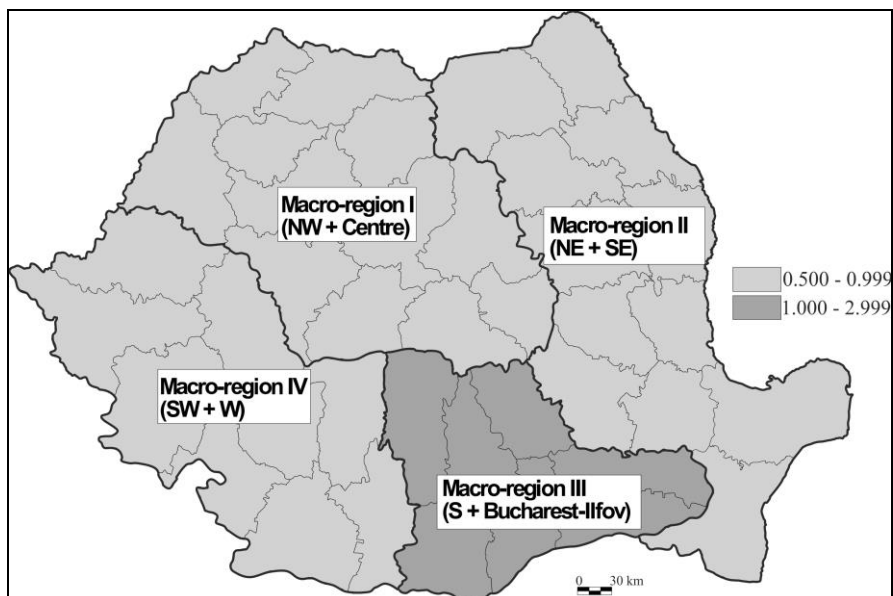 Macro-region I
(NW + Centre)
Macro-region II
(NE + SE)
0.500 - 0.999
1.000 - 2.999
Macro-region IV
(SW + W)
Macro-region III
(S + Bucharest-Ilfov)
0 30 km